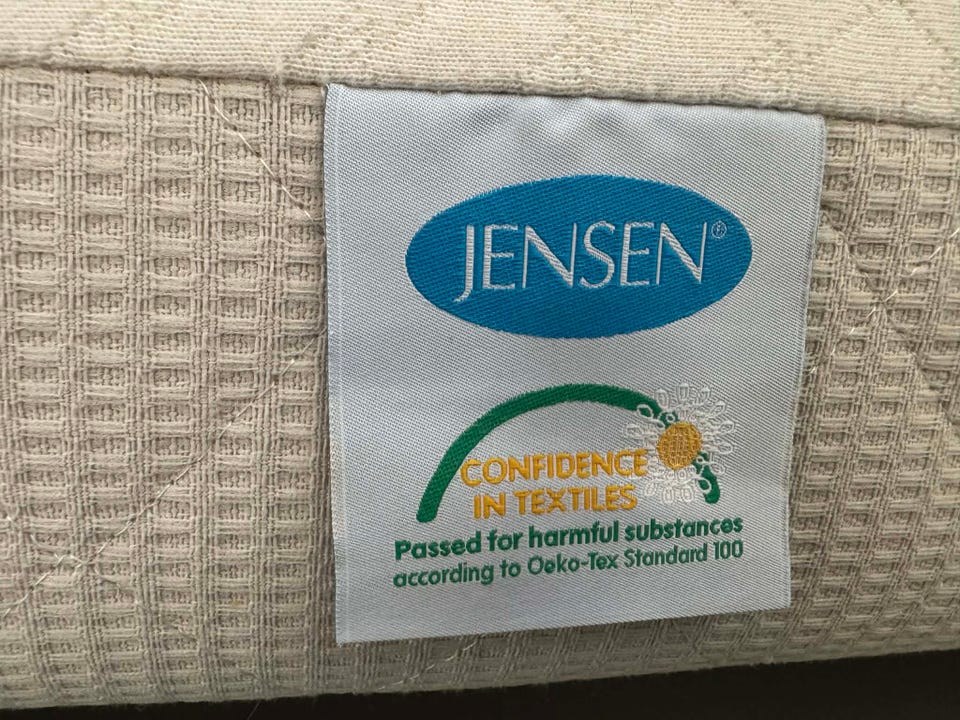 JENSEN®
CONFIDENCE
IN TEXTILES
Passed for harmful substances
according to Oeko-Tex Standard 100